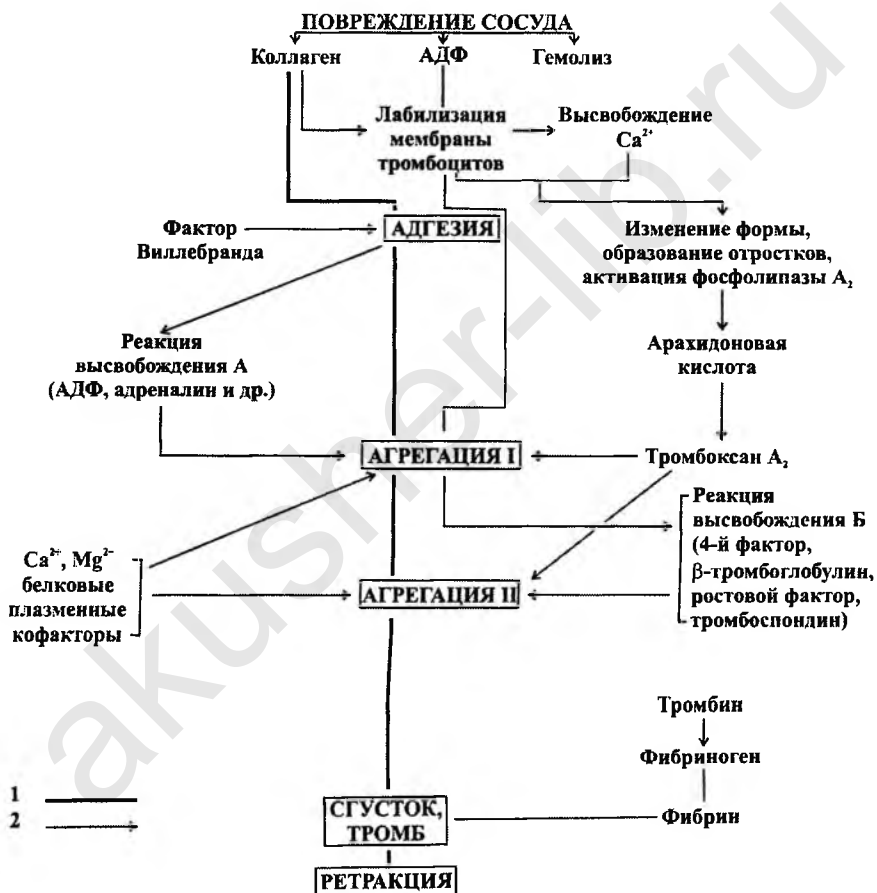 ПОВРЕЖДЕНИЕ СОСУДА
Коллаген
АДФ
Гемолиз
Лабилизация
мембраны
тромбоцитов
Высвобождение
Ca²⁺
Фактор
Виллебранда
АДГЕЗИЯ
Изменение формы,
образование отростков,
активация фосфолипазы А₂
Реакция
высвобождения А
(АДФ, адреналин и др.)
Арахидоновая
кислота
АГРЕГАЦИЯ I
Тромбоксан А₂
Реакция
высвобождения Б
(4-й фактор,
β-тромбоглобулин,
ростовой фактор,
тромбоспондин)
Ca²⁺, Mg²⁻
белковые
плазменные
кофакторы
АГРЕГАЦИЯ II
Тромбин
Фибриноген
Фибрин
1
2
СГУСТОК,
ТРОМБ
РЕТРАКЦИЯ
akusher-lib.ru